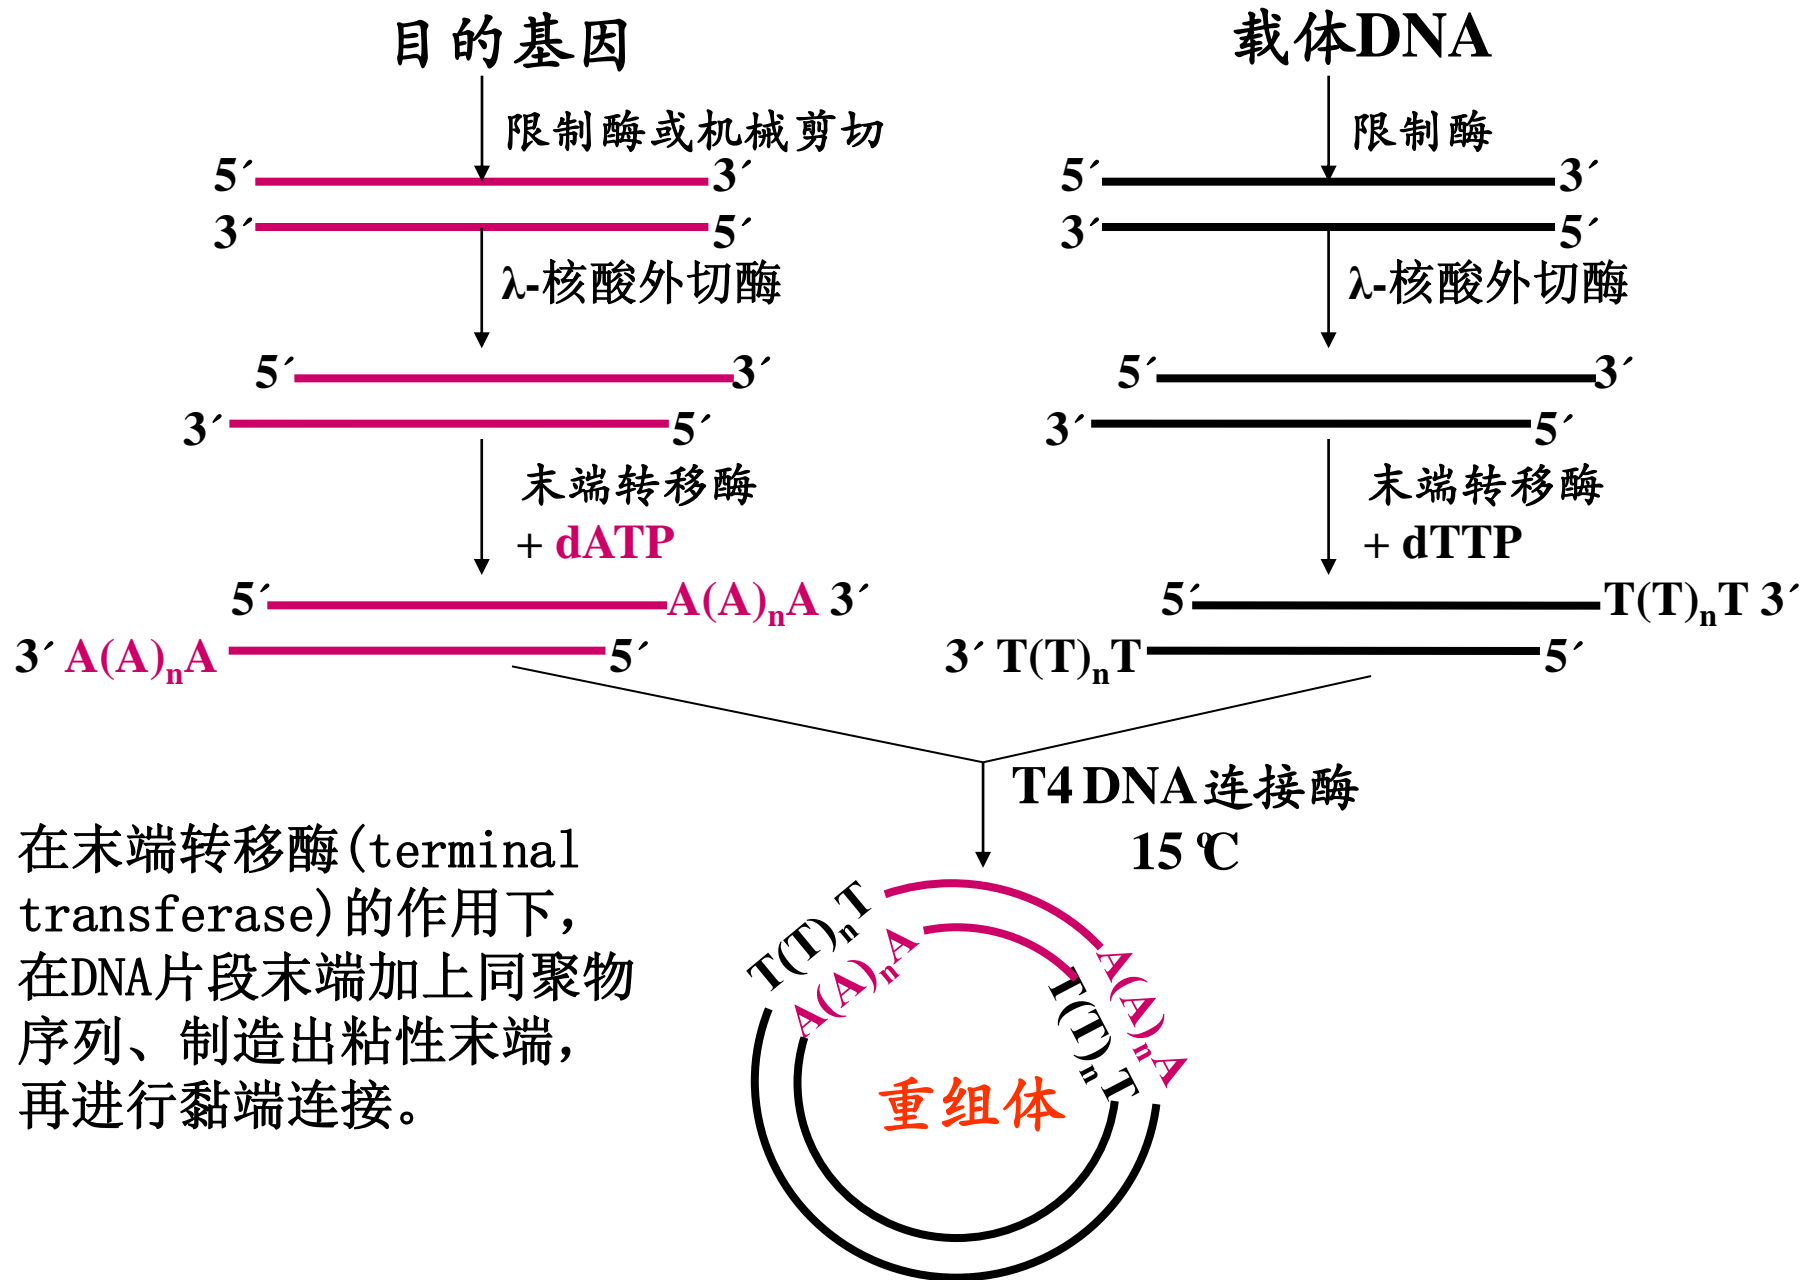 目的基因
载体DNA
限制酶或机械剪切
限制酶
5´ 3´
3´ 5´
5´ 3´
3´ 5´
λ-核酸外切酶
λ-核酸外切酶
5´ 3´
3´ 5´
5´ 3´
3´ 5´
末端转移酶
+ dATP
末端转移酶
+ dTTP
5´ A(A)nA 3´
3´ A(A)nA 5´
5´ T(T)nT 3´
3´ T(T)nT 5´
T4 DNA连接酶
15 ℃
在末端转移酶(terminal
transferase)的作用下，
在DNA片段末端加上同聚物
序列、制造出粘性末端，
再进行黏端连接。
T(T)nT
A(A)nA
A(A)nA
T(T)nT
重组体